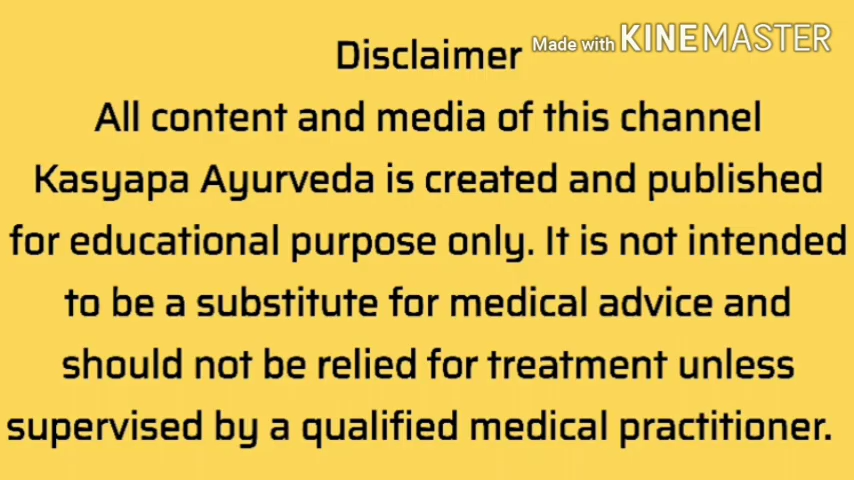 Disclaimer
Made with KINEMASTER
All content and media of this channel
Kasyapa Ayurveda is created and published
for educational purpose only. It is not intended
to be a substitute for medical advice and
should not be relied for treatment unless
supervised by a qualified medical practitioner.